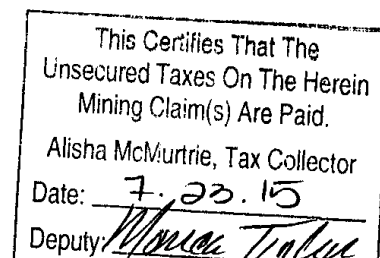 This Certifies That The
Unsecured Taxes On The Herein
Mining Claim(s) Are Paid.
Alisha McMurtrie, Tax Collector
Date: 7.23.15
Deputy: